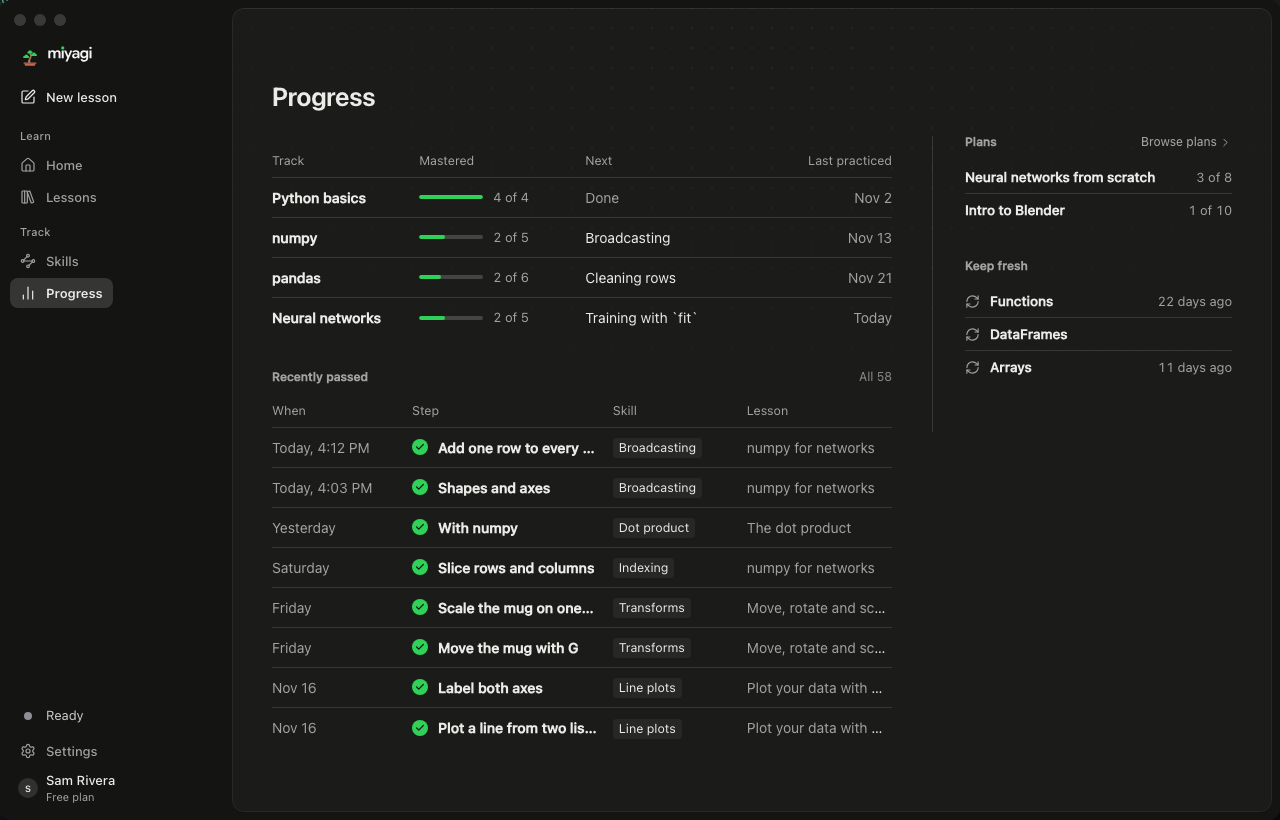 miyagi
New lesson
Learn
Home
Lessons
Track
Skills
Progress
Ready
Settings
S
Sam Rivera
Free plan
Progress
Track Mastered Next Last practiced
Python basics 4 of 4 Done Nov 2
numpy 2 of 5 Broadcasting Nov 13
pandas 2 of 6 Cleaning rows Nov 21
Neural networks 2 of 5 Training with `fit` Today
Recently passed All 58
When Step Skill Lesson
Today, 4:12 PM Add one row to every ... Broadcasting numpy for networks
Today, 4:03 PM Shapes and axes Broadcasting numpy for networks
Yesterday With numpy Dot product The dot product
Saturday Slice rows and columns Indexing numpy for networks
Friday Scale the mug on one... Transforms Move, rotate and sc...
Friday Move the mug with G Transforms Move, rotate and sc...
Nov 16 Label both axes Line plots Plot your data with ...
Nov 16 Plot a line from two lis... Line plots Plot your data with ...
Plans Browse plans
Neural networks from scratch 3 of 8
Intro to Blender 1 of 10
Keep fresh
Functions 22 days ago
DataFrames
Arrays 11 days ago